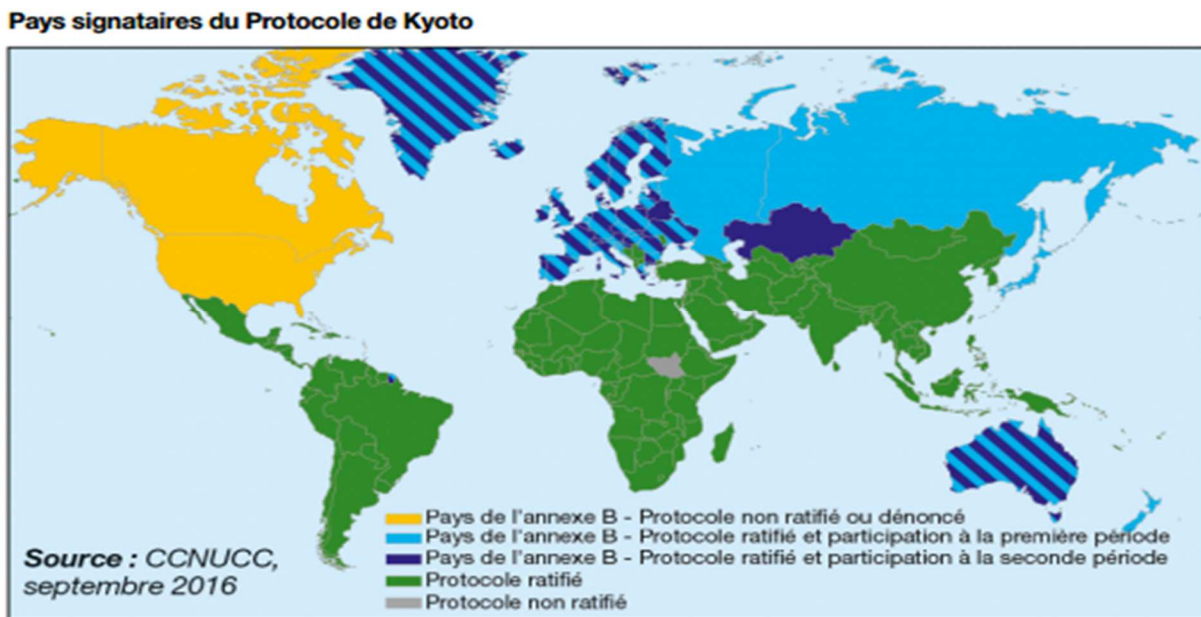 Pays signataires du Protocole de Kyoto
Pays de l'annexe B - Protocole non ratifié ou dénoncé
Pays de l'annexe B - Protocole ratifié et participation à la première période
Pays de l'annexe B - Protocole ratifié et participation à la seconde période
Protocole ratifié
Protocole non ratifié
Source : CCNUCC,
septembre 2016